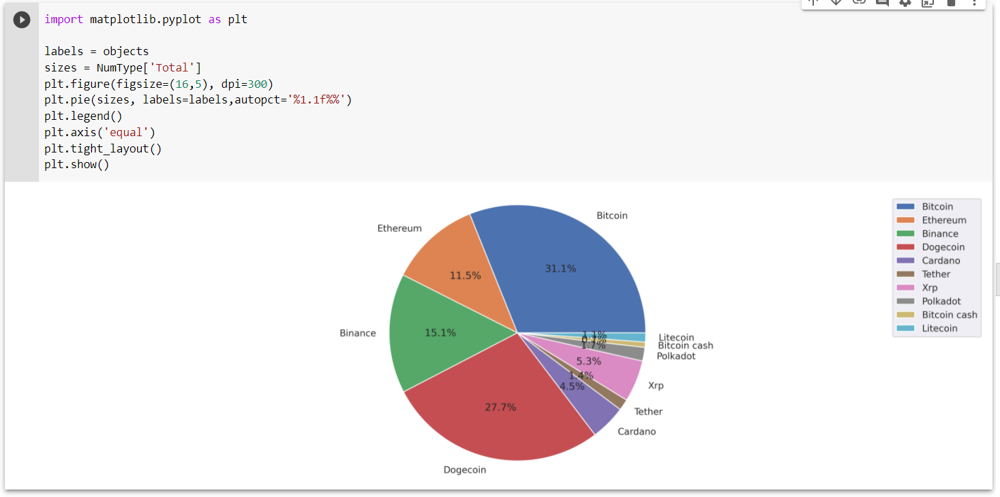 import matplotlib.pyplot as plt
labels = objects
sizes = NumType['Total']
plt.figure(figsize=(16,5), dpi=300)
plt.pie(sizes, labels=labels,autopct='%1.1f%%')
plt.legend()
plt.axis('equal')
plt.tight_layout()
plt.show()
Bitcoin
Ethereum
31.1%
11.5%
Binance
15.1%
1.1%
Litecoin
Bitcoin cash
1.7%
Polkadot
5.3%
1.4%
4.5%
Xrp
27.7%
Tether
Cardano
Dogecoin
Bitcoin
Ethereum
Binance
Dogecoin
Cardano
Tether
Xrp
Polkadot
Bitcoin cash
Litecoin